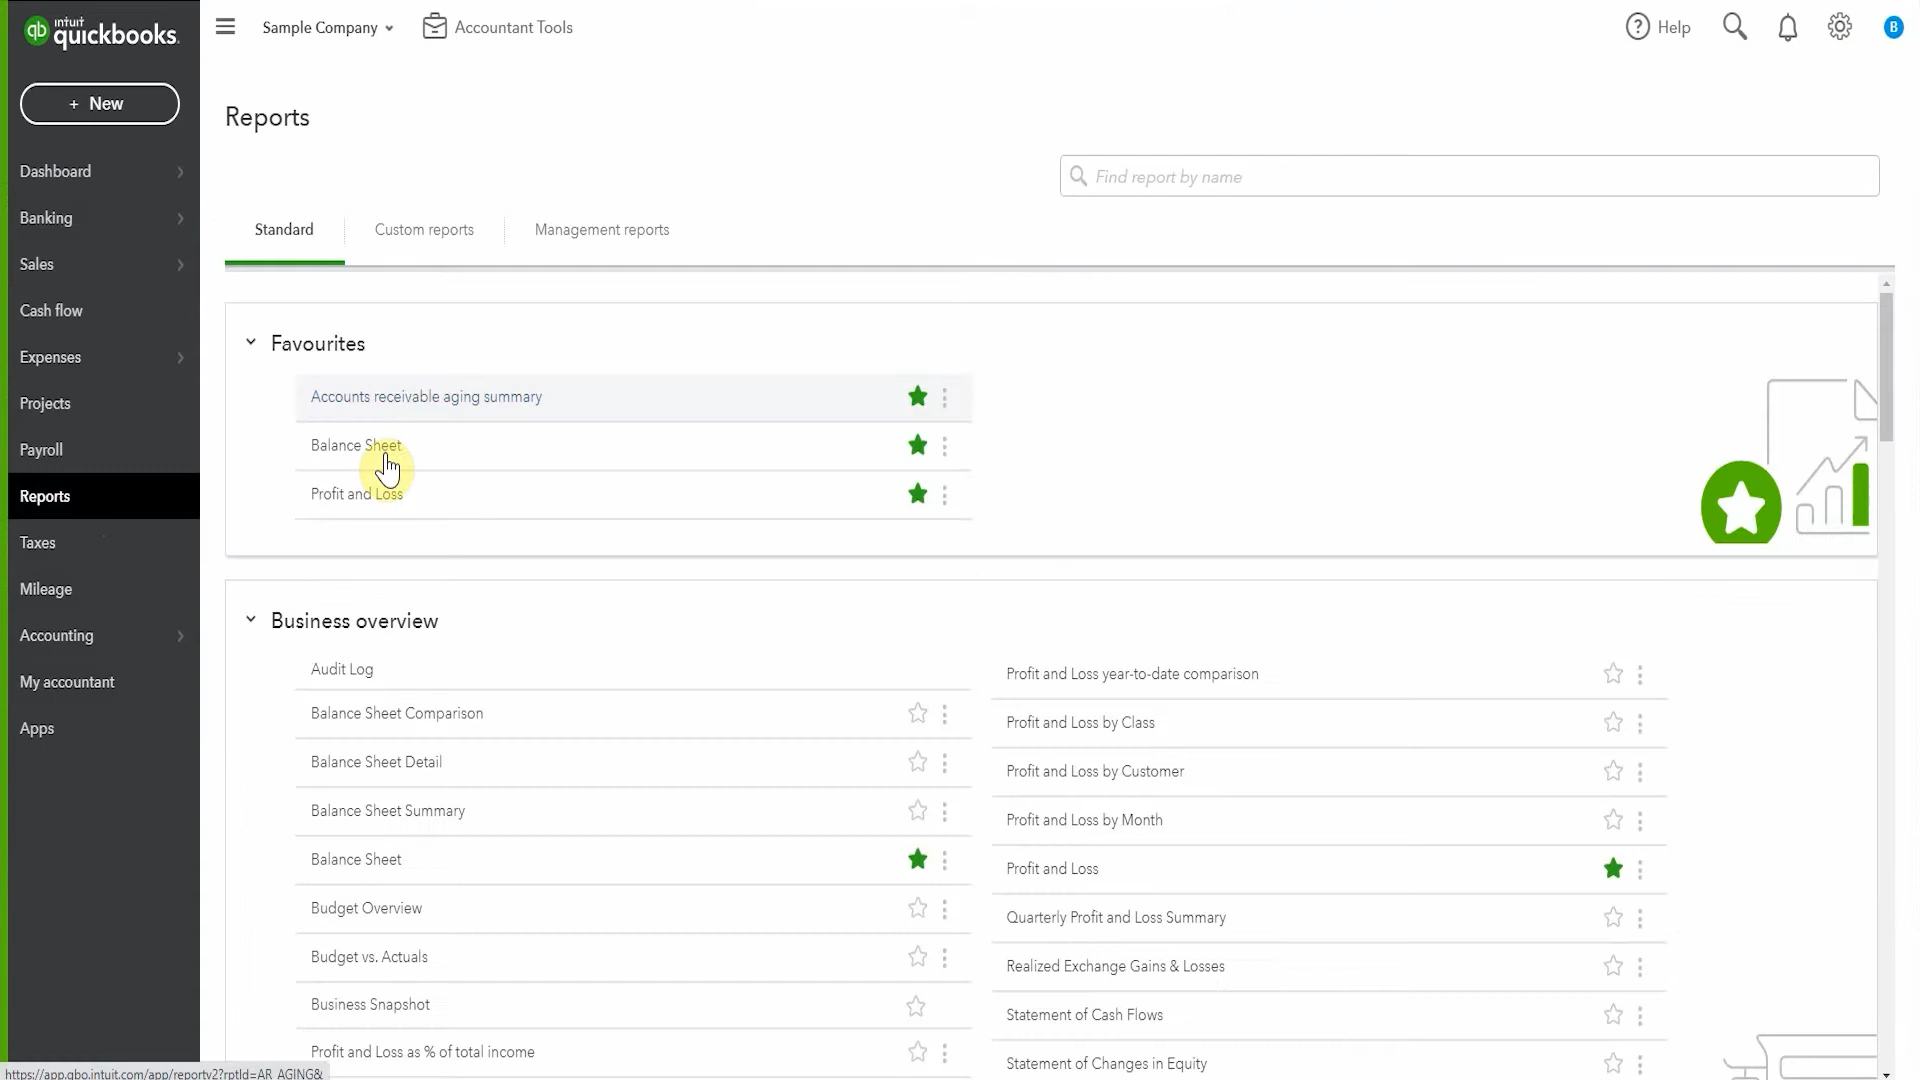 intuit
quickbooks.
Sample Company
Accountant Tools
Help
B
+ New
Dashboard
Banking
Sales
Cash flow
Expenses
Projects
Payroll
Reports
Taxes
Mileage
Accounting
My accountant
Apps
Reports
Find report by name
Standard
Custom reports
Management reports
Favourites
Accounts receivable aging summary
Balance Sheet
Profit and Loss
Business overview
Audit Log
Balance Sheet Comparison
Balance Sheet Detail
Balance Sheet Summary
Balance Sheet
Budget Overview
Budget vs. Actuals
Business Snapshot
Profit and Loss as % of total income
Profit and Loss year-to-date comparison
Profit and Loss by Class
Profit and Loss by Customer
Profit and Loss by Month
Profit and Loss
Quarterly Profit and Loss Summary
Realized Exchange Gains & Losses
Statement of Cash Flows
Statement of Changes in Equity
https://app.qbo.intuit.com/app/reportv2?rptId=AR_AGING&